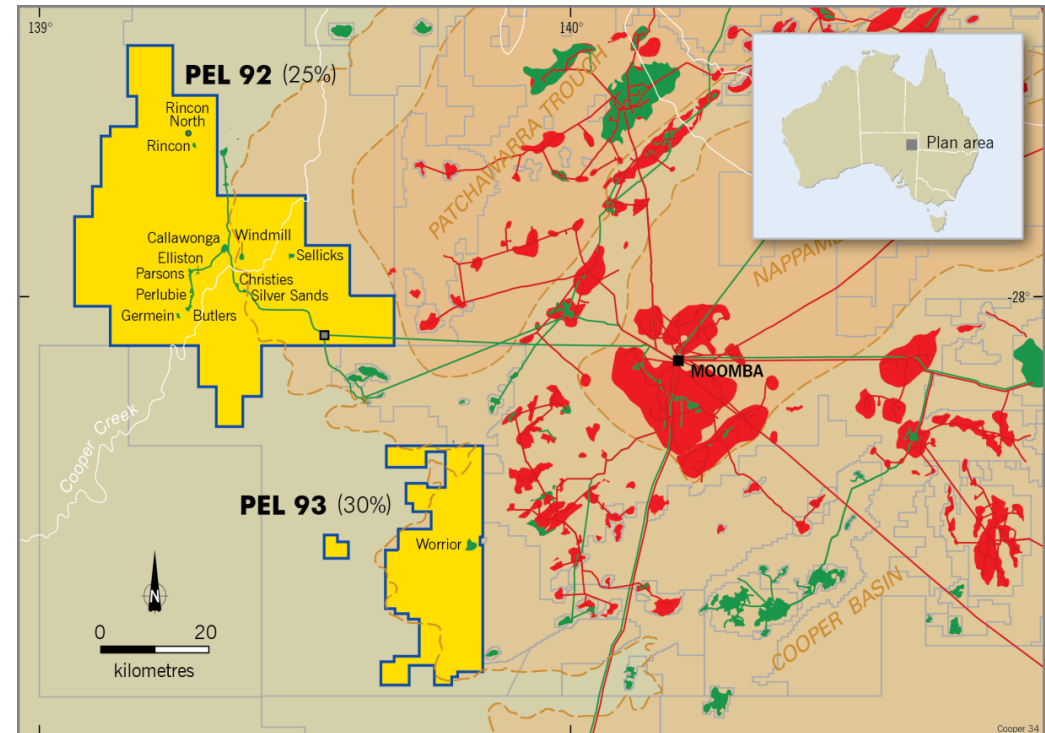 139°
140°
PEL 92 (25%)
Rincon
North
Rincon
PATCHAWARRA TROUGH
Plan area
Callawonga
Windmill
Elliston
Sellicks
Parsons
Christies
Perlubie
Silver Sands
Germein
Butlers
-28°
MOOMBA
Cooper Creek
PEL 93 (30%)
Worrior
N
0 20
kilometres
COOPER BASIN
Cooper 34